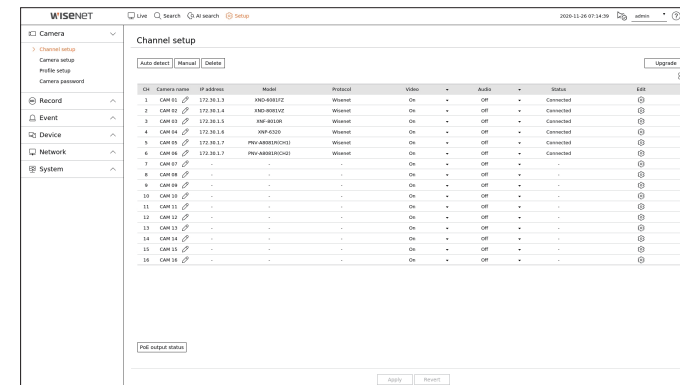 WISENET
Live Search AI search Setup 2020-11-26 07:14:39 admin ?
Camera
Channel setup
Camera setup
Profile setup
Camera password
Record
Event
Device
Network
System
Channel setup
Auto detect Manual Delete Upgrade
CH Camera name IP address Model Protocol Video Audio Status Edit
1 CAM 01 172.30.1.3 XND-6081FZ Wisenet On Off Connected
2 CAM 02 172.30.1.4 XND-8081VZ Wisenet On Off Connected
3 CAM 03 172.30.1.5 XNF-8010R Wisenet On Off Connected
4 CAM 04 172.30.1.6 XNP-6320 Wisenet On Off Connected
5 CAM 05 172.30.1.7 PNV-A8081R(CH1) Wisenet On Off Connected
6 CAM 06 172.30.1.7 PNV-A8081R(CH2) Wisenet On Off Connected
7 CAM 07 - - - On Off -
8 CAM 08 - - - On Off -
9 CAM 09 - - - On Off -
10 CAM 10 - - - On Off -
11 CAM 11 - - - On Off -
12 CAM 12 - - - On Off -
13 CAM 13 - - - On Off -
14 CAM 14 - - - On Off -
15 CAM 15 - - - On Off -
16 CAM 16 - - - On Off -
PoE output status
Apply Revert